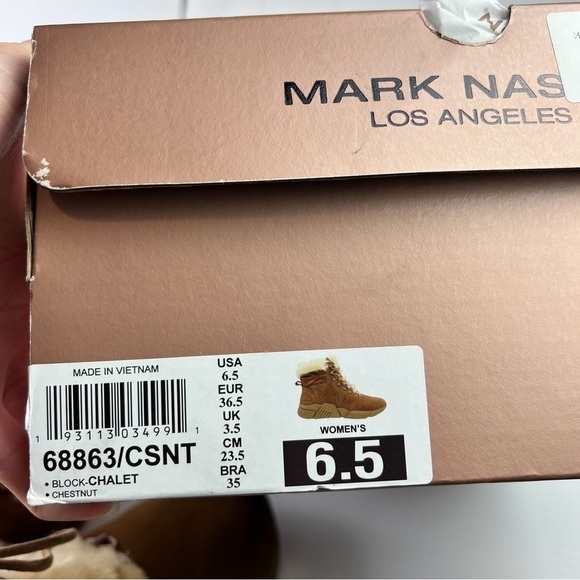 MARK NAS
LOS ANGELES
MADE IN VIETNAM
1 93113 03499 1
68863/CSNT
• BLOCK-CHALET
• CHESTNUT
USA
6.5
EUR
36.5
UK
3.5
CM
23.5
BRA
35
WOMEN'S
6.5